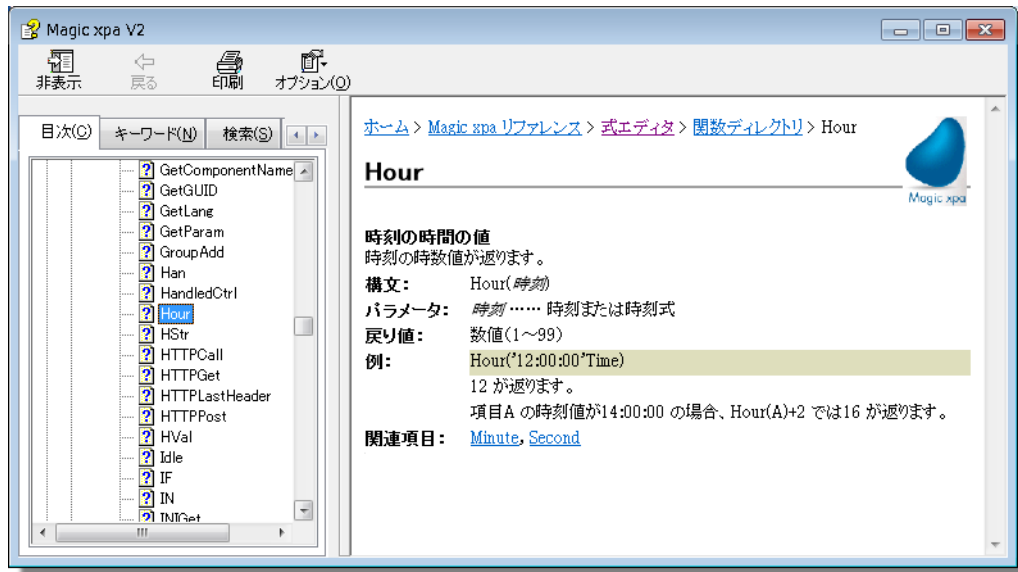 Magic xpa V2
非表示 戻る 印刷 オプション(O)
目次(C) キーワード(N) 検索(S)
GetComponentName
GetGUID
GetLang
GetParam
GroupAdd
Han
HandledCtrl
Hour
HStr
HTTPCall
HTTPGet
HTTPLastHeader
HTTPPost
HVal
Idle
IF
IN
INIGet
ホーム > Magic xpa リファレンス > 式エディタ > 関数ディレクトリ > Hour
Hour
Magic xpa
時刻の時間の値
時刻の時数値が返ります。
構文: Hour(時刻)
パラメータ: 時刻 …… 時刻または時刻式
戻り値: 数値(1～99)
例: Hour('12:00:00'Time)
12 が返ります。
項目A の時刻値が14:00:00 の場合、Hour(A)+2 では16 が返ります。
関連項目: Minute, Second